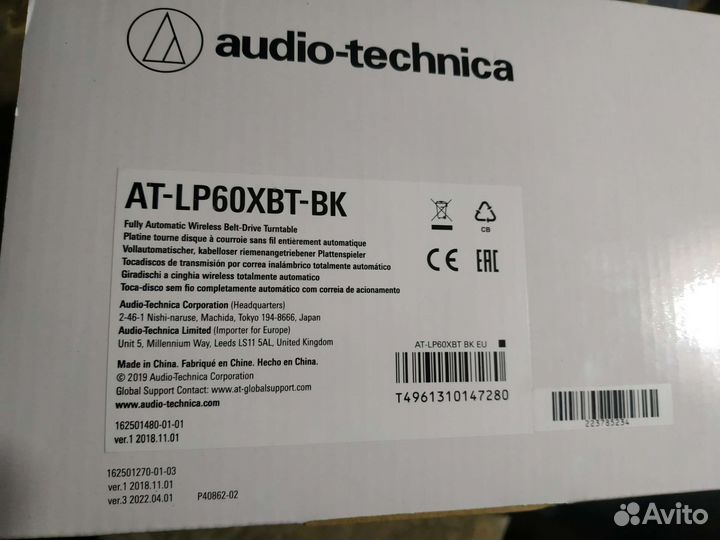 audio-technica
AT-LP60XBT-BK
Fully Automatic Wireless Belt-Drive Turntable
Platine tourne disque à courroie sans fil entièrement automatique
Vollautomatischer, kabelloser riemenangetriebener Plattenspieler
Tocadiscos de transmisión por correa inalámbrico totalmente automático
Giradischi a cinghia wireless totalmente automatico
Toca-disco sem fio completamente automático com correia de acionamento
CB
CE EAC
Audio-Technica Corporation (Headquarters)
2-46-1 Nishi-naruse, Machida, Tokyo 194-8666, Japan
Audio-Technica Limited (Importer for Europe)
Unit 5, Millennium Way, Leeds LS11 5AL, United Kingdom
Made in China. Fabriqué en Chine. Hecho en China.
© 2019 Audio-Technica Corporation
Global Support Contact: www.at-globalsupport.com
www.audio-technica.com
162501480-01-01
ver.1 2018.11.01
AT-LP60XBT BK EU
T4961310147280
223785234
162501270-01-03
ver.1 2018.11.01
ver.3 2022.04.01 P40862-02
Avito